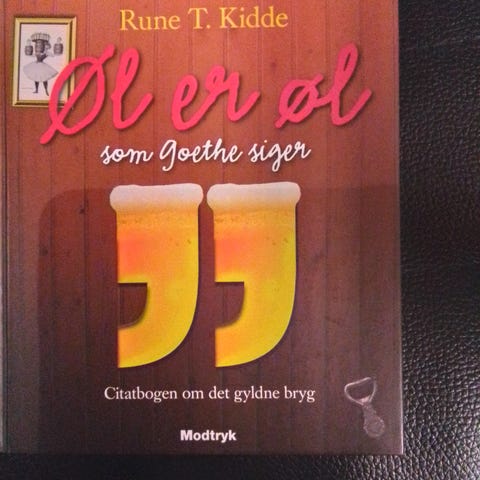 Rune T. Kidde
Øl er øl
som Goethe siger
Citatbogen om det gyldne bryg
Modtryk